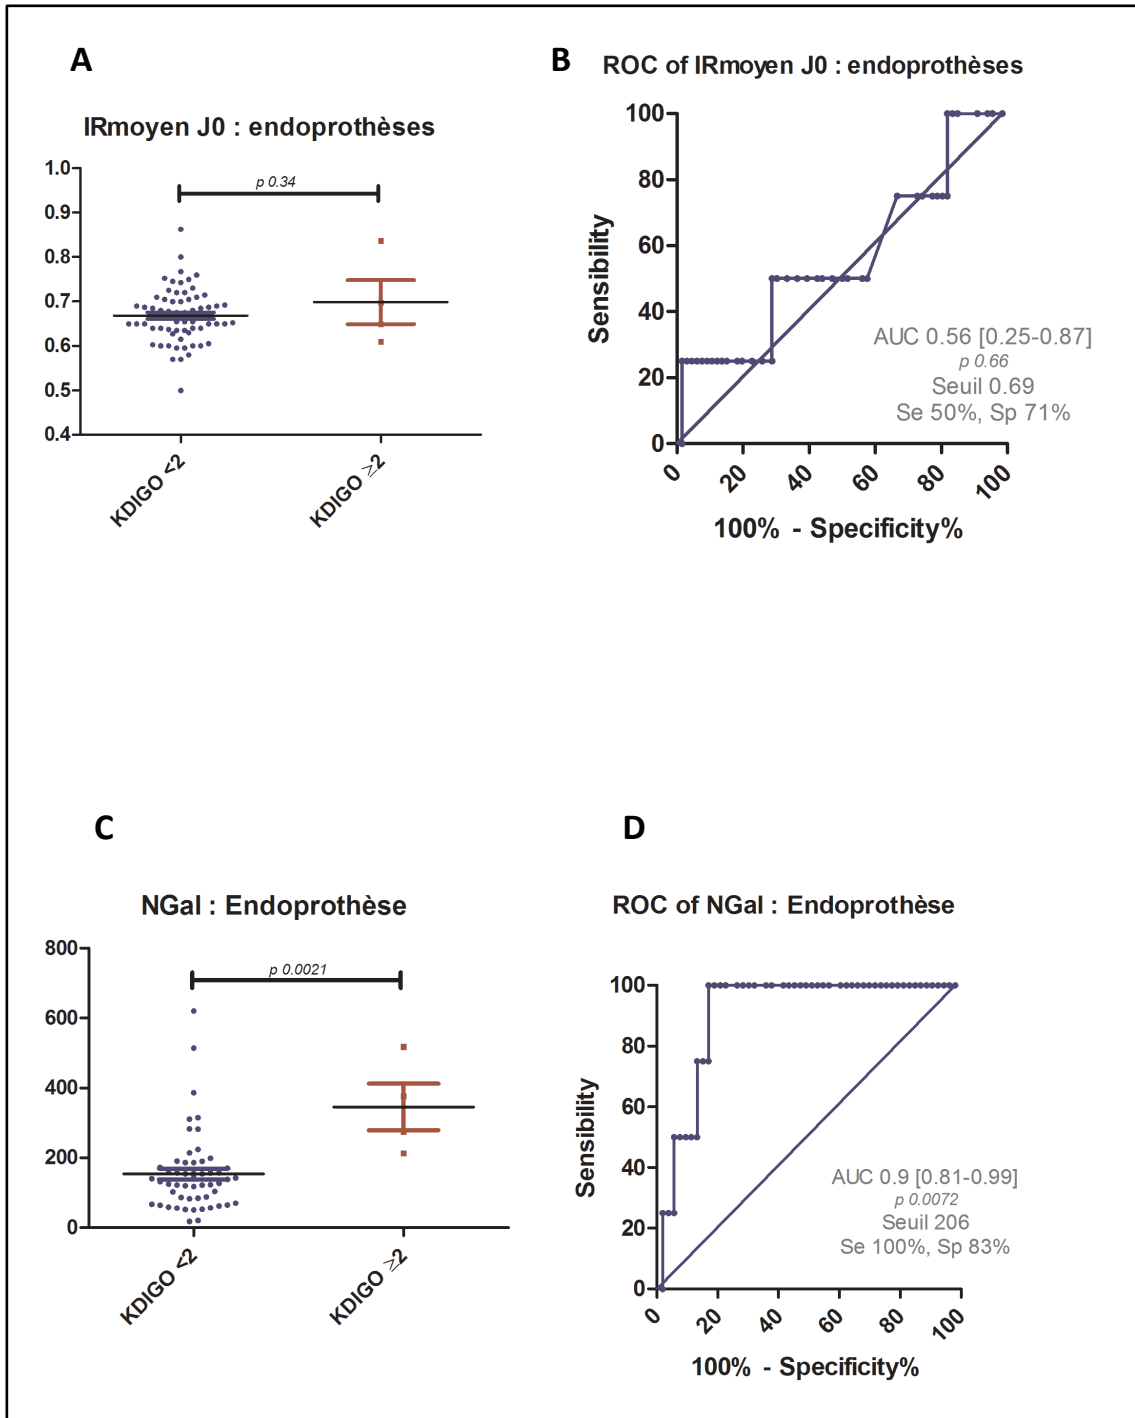 A
IRmoyen J0 : endoprothèses
1.0
0.9
0.8
0.7
0.6
0.5
0.4
p 0.34
KDIGO <2
KDIGO ≥2
B
ROC of IRmoyen J0 : endoprothèses
Sensibility
100
80
60
40
20
0
AUC 0.56 [0.25-0.87]
p 0.66
Seuil 0.69
Se 50%, Sp 71%
0
20
40
60
80
100
100% - Specificity%
C
NGal : Endoprothèse
800
600
400
200
0
p 0.0021
KDIGO <2
KDIGO ≥2
D
ROC of NGal : Endoprothèse
Sensibility
100
80
60
40
20
0
AUC 0.9 [0.81-0.99]
p 0.0072
Seuil 206
Se 100%, Sp 83%
0
20
40
60
80
100
100% - Specificity%